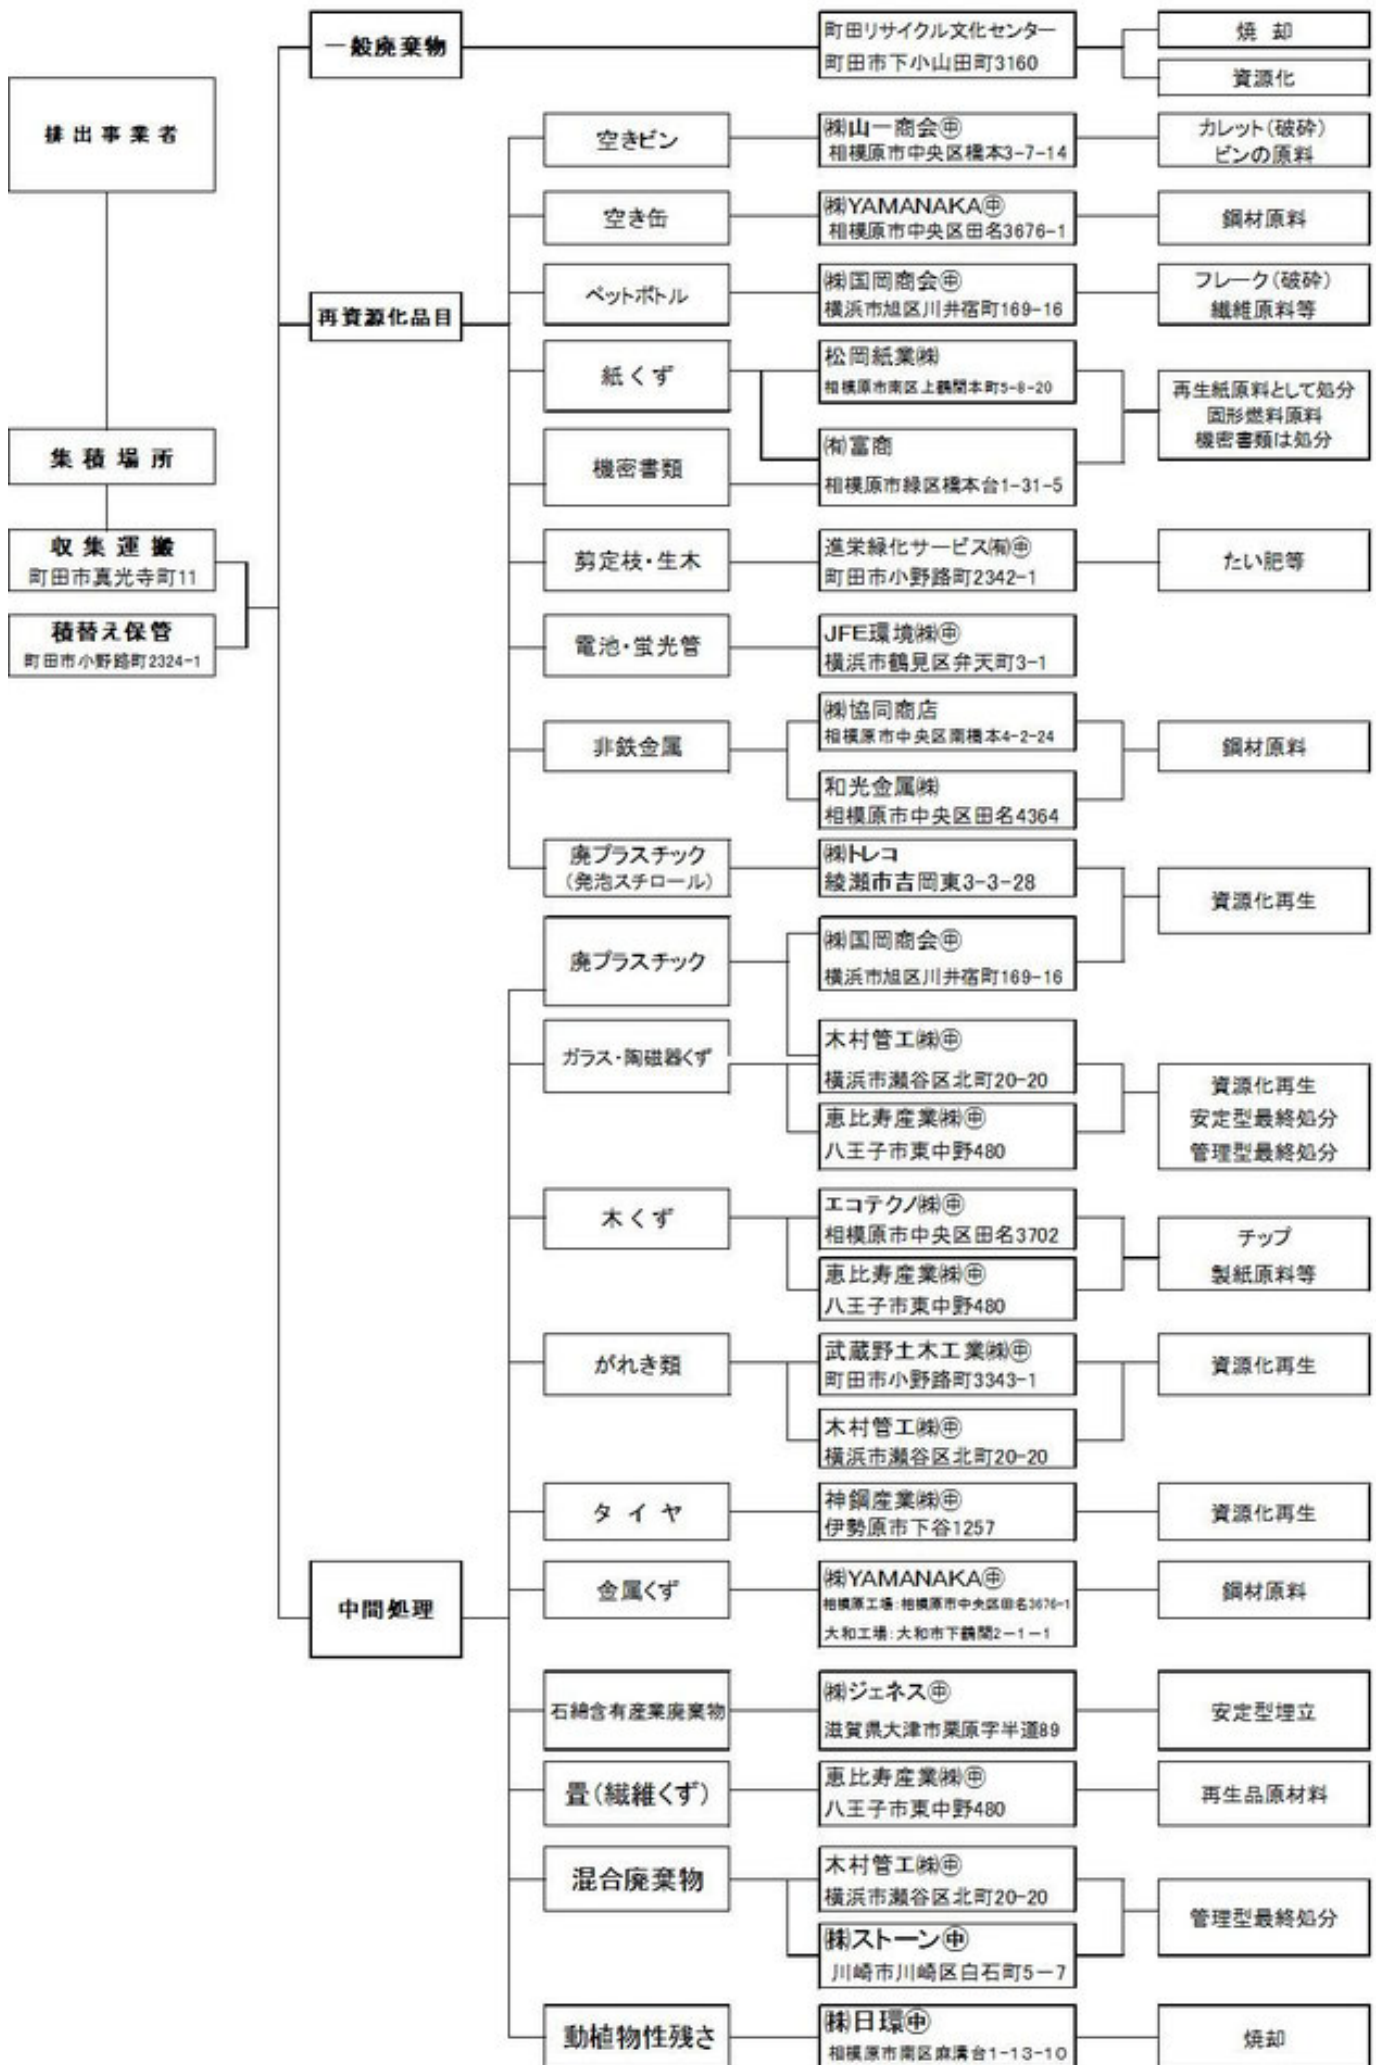 一般廃棄物
町田リサイクル文化センター
町田市下小山田町3160
焼 却
資源化
排 出 事 業 者
空きビン
㈱山一商会㊥
相模原市中央区橋本3-7-14
カレット(破砕)
ビンの原料
空き缶
㈱YAMANAKA㊥
相模原市中央区田名3676-1
鋼材原料
再資源化品目
ペットボトル
㈱国岡商会㊥
横浜市旭区川井宿町169-16
フレーク(破砕)
繊維原料等
紙くず
松岡紙業㈱
相模原市南区上鶴間本町5-8-20
再生紙原料として処分
固形燃料原料
機密書類は処分
集 積 場 所
機密書類
㈲富商
相模原市緑区橋本台1-31-5
収 集 運 搬
町田市真光寺町11
剪定枝・生木
進栄緑化サービス㈲㊥
町田市小野路町2342-1
たい肥等
積替え保管
町田市小野路町2324-1
電池・蛍光管
JFE環境㈱㊥
横浜市鶴見区弁天町3-1
非鉄金属
㈱協同商店
相模原市中央区南橋本4-2-24
和光金属㈱
相模原市中央区田名4364
鋼材原料
廃プラスチック
(発泡スチロール)
㈱トレコ
綾瀬市吉岡東3-3-28
資源化再生
廃プラスチック
㈱国岡商会㊥
横浜市旭区川井宿町169-16
ガラス・陶磁器くず
木村管工㈱㊥
横浜市瀬谷区北町20-20
恵比寿産業㈱㊥
八王子市東中野480
資源化再生
安定型最終処分
管理型最終処分
木くず
エコテクノ㈱㊥
相模原市中央区田名3702
恵比寿産業㈱㊥
八王子市東中野480
チップ
製紙原料等
がれき類
武蔵野土木工業㈱㊥
町田市小野路町3343-1
木村管工㈱㊥
横浜市瀬谷区北町20-20
資源化再生
タ イ ヤ
神鋼産業㈱㊥
伊勢原市下谷1257
資源化再生
中間処理
金属くず
㈱YAMANAKA㊥
相模原工場:相模原市中央区田名3676-1
大和工場:大和市下鶴間2-1-1
鋼材原料
石綿含有産業廃棄物
㈱ジェネス㊥
滋賀県大津市栗原字半道89
安定型埋立
畳(繊維くず)
恵比寿産業㈱㊥
八王子市東中野480
再生品原材料
混合廃棄物
木村管工㈱㊥
横浜市瀬谷区北町20-20
㈱ストーン㊥
川崎市川崎区白石町5-7
管理型最終処分
動植物性残さ
㈱日環㊥
相模原市南区麻溝台1-13-10
焼却